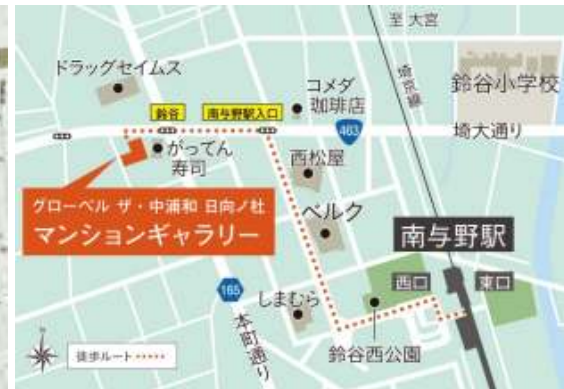 至 大宮
ドラッグセイムス
埼京線
鈴谷小学校
コメダ
珈琲店
鈴谷
南与野駅入口
463
埼大通り
がってん
寿司
西松屋
グローベル ザ・中浦和 日向ノ杜
マンションギャラリー
ベルク
南与野駅
西口
東口
165
しまむら
本町通り
鈴谷西公園
徒歩ルート